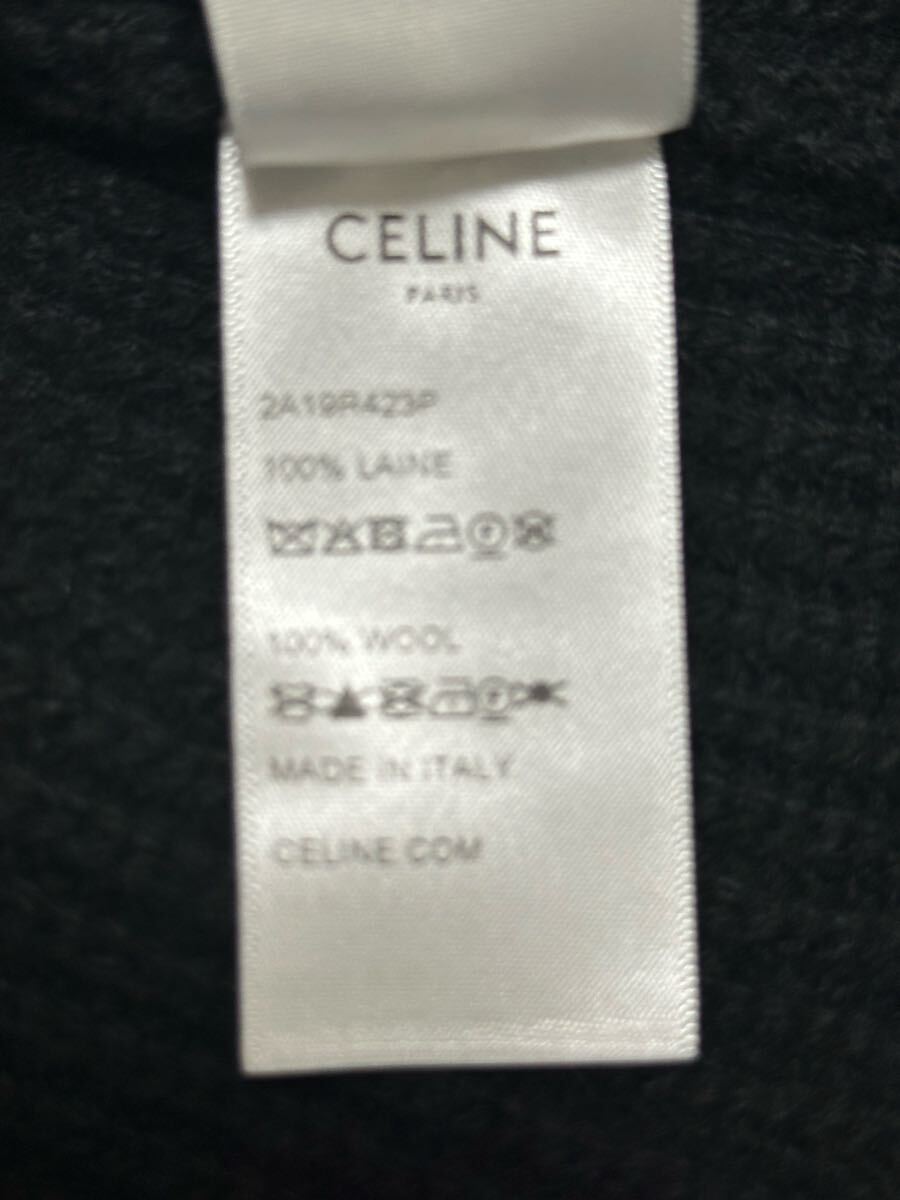 CELINE
PARIS
2A19R423P
100% LAINE
100% WOOL
MADE IN ITALY
CELINE.COM